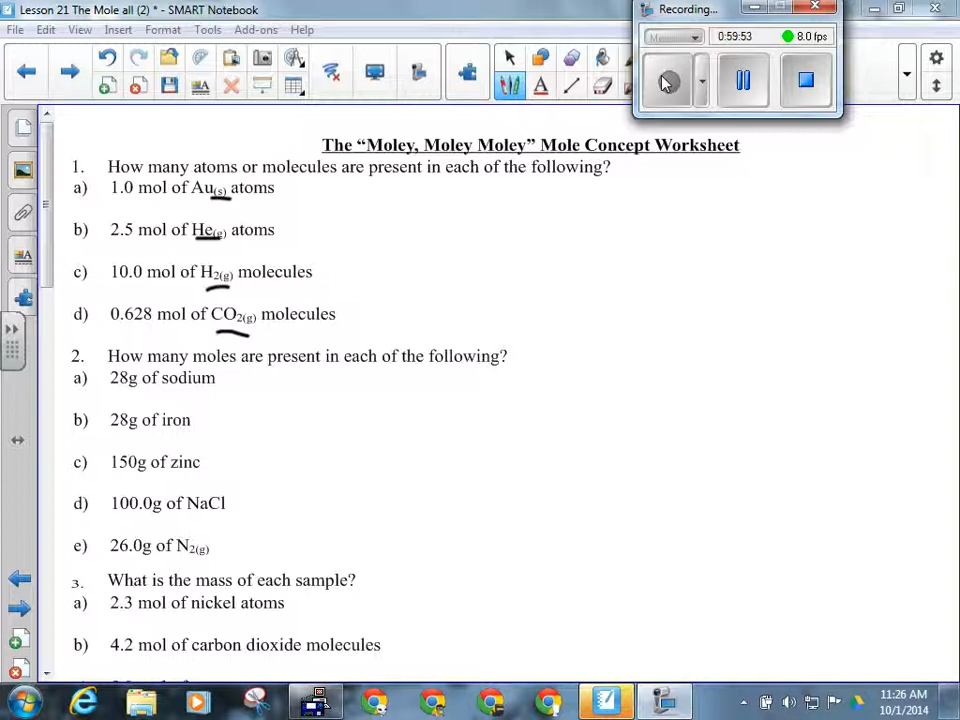 Lesson 21 The Mole all (2) * - SMART Notebook
Recording...
File Edit View Insert Format Tools Add-ons Help
0:59:53 8.0 fps
The “Moley, Moley Moley” Mole Concept Worksheet
1. How many atoms or molecules are present in each of the following?
a) 1.0 mol of Au(s) atoms
b) 2.5 mol of He(g) atoms
c) 10.0 mol of H2(g) molecules
d) 0.628 mol of CO2(g) molecules
2. How many moles are present in each of the following?
a) 28g of sodium
b) 28g of iron
c) 150g of zinc
d) 100.0g of NaCl
e) 26.0g of N2(g)
3. What is the mass of each sample?
a) 2.3 mol of nickel atoms
b) 4.2 mol of carbon dioxide molecules
11:26 AM
10/1/2014